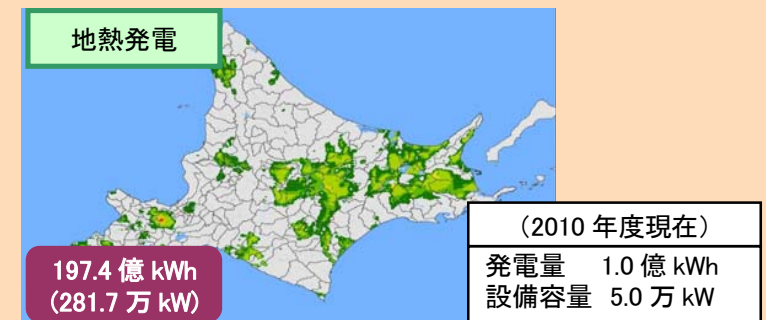 地熱発電
197.4 億 kWh
(281.7 万 kW)
（2010 年度現在）
発電量 1.0 億 kWh
設備容量 5.0 万 kW